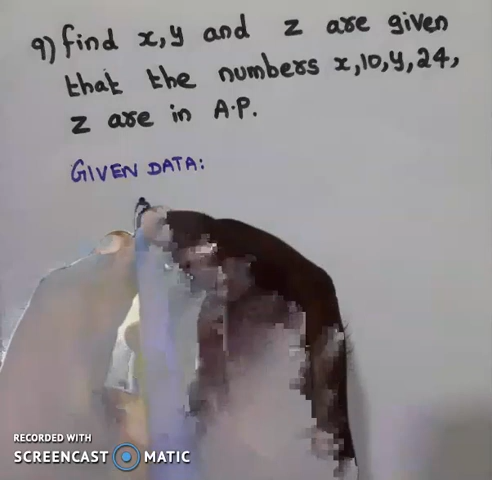 9) find x, y and z are given
that the numbers x, 10, y, 24,
z are in A.P.
GIVEN DATA:
RECORDED WITH
SCREENCAST MATIC